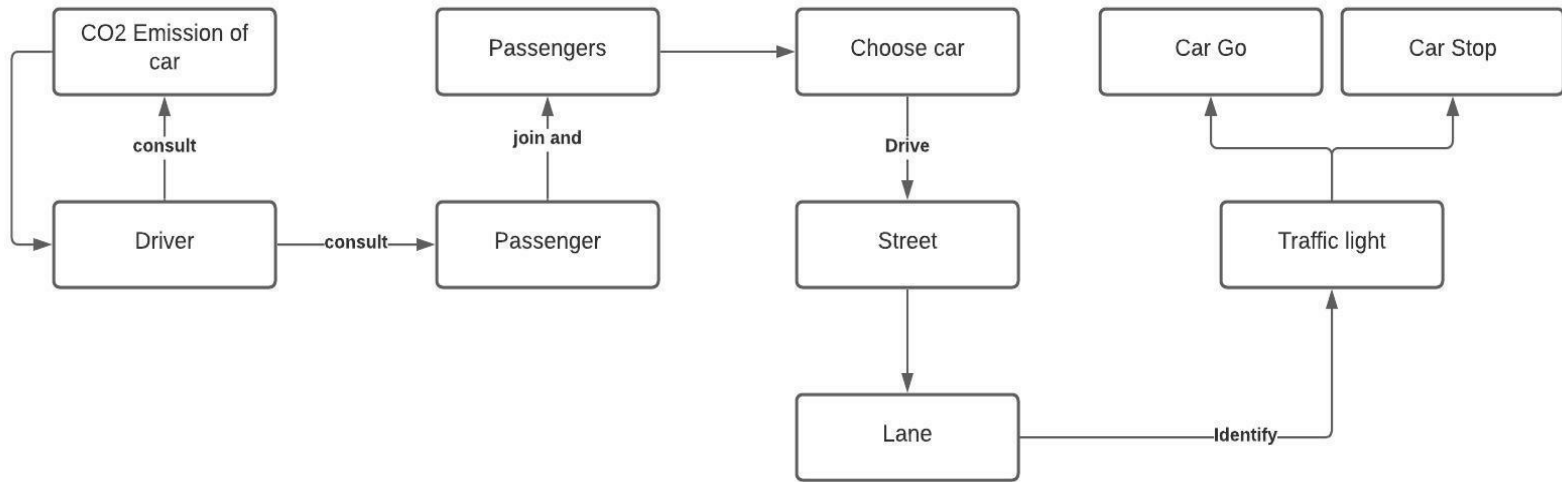 CO2 Emission of
car
Passengers
Choose car
Car Go
Car Stop
consult
join and
Drive
Driver
consult
Passenger
Street
Traffic light
Lane
Identify